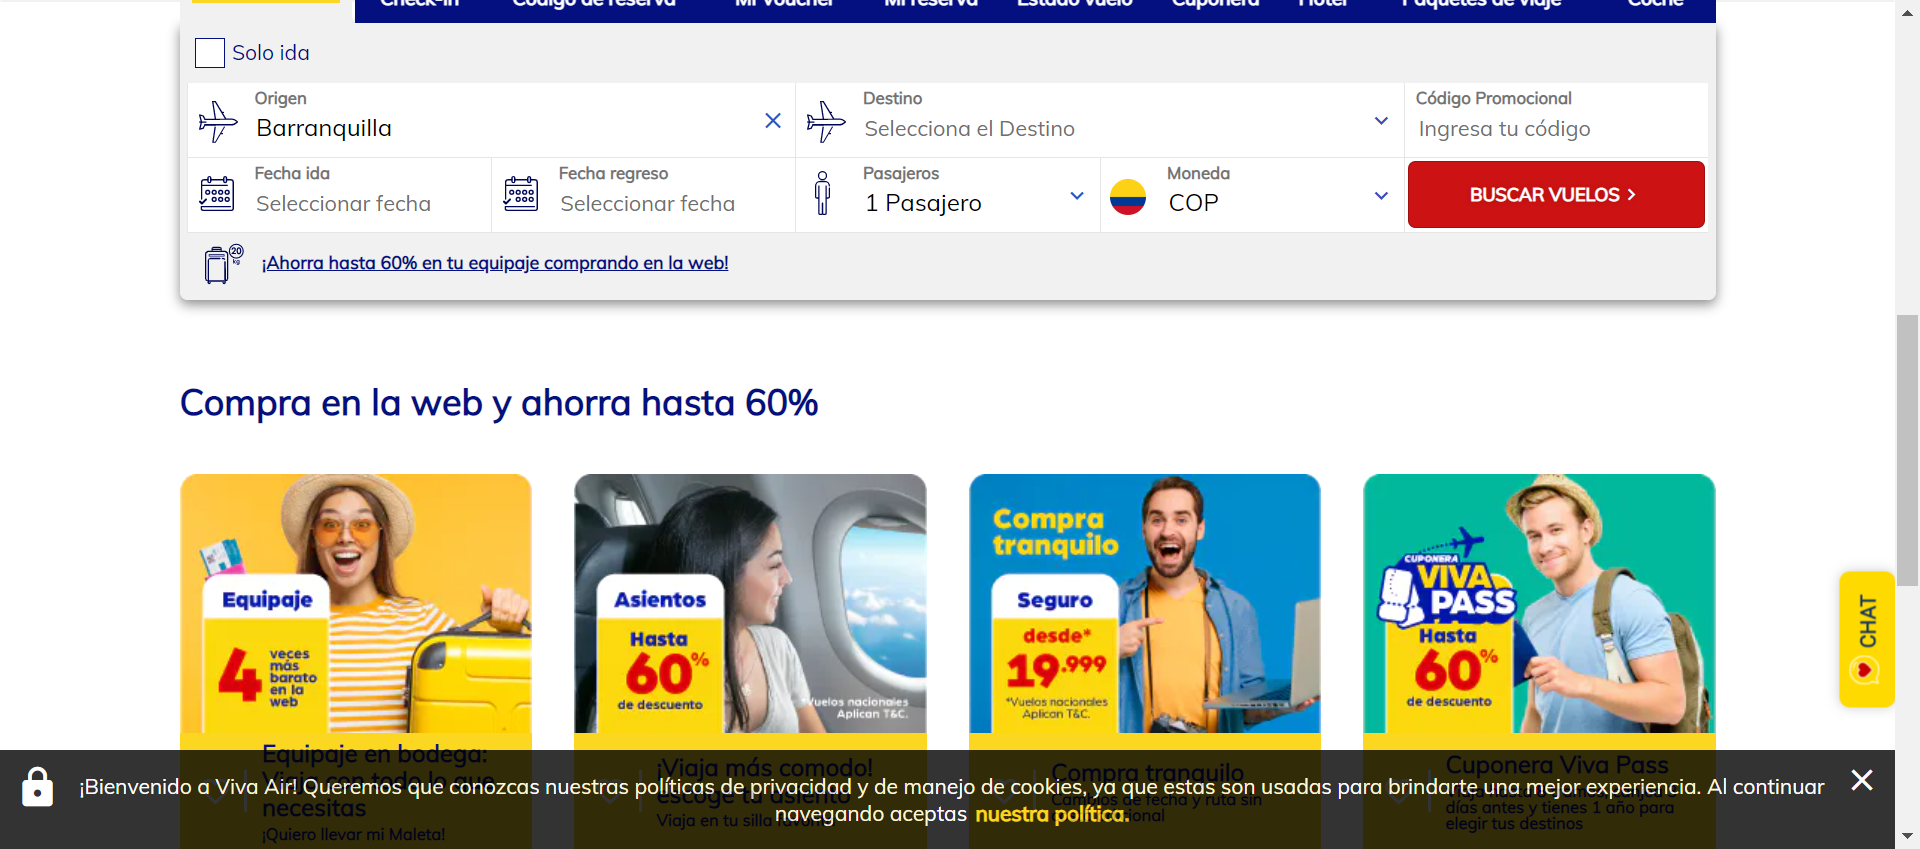 Check-in Código de reserva Mi voucher Mi reserva Estado vuelo Cuponera Hotel Paquetes de viaje Coche
Solo ida
Origen
Barranquilla
Destino
Selecciona el Destino
Código Promocional
Ingresa tu código
Fecha ida
Seleccionar fecha
Fecha regreso
Seleccionar fecha
Pasajeros
1 Pasajero
Moneda
COP
BUSCAR VUELOS
20
kg
¡Ahorra hasta 60% en tu equipaje comprando en la web!
Compra en la web y ahorra hasta 60%
Equipaje
4 veces
más
barato
en la
web
Asientos
Hasta
60%
de descuento
*Vuelos nacionales
Aplican T&C.
Compra
tranquilo
Seguro
desde*
19.999
*Vuelos nacionales
Aplican T&C.
CUPONERA
VIVA
PASS
Hasta
60%
de descuento
CHAT
Equipaje en bodega:
Viaja con todo lo que
necesitas
¡Quiero llevar mi Maleta!
¡Viaja más comodo!
escoge tu asiento
Viaja en tu silla favorita
Compra tranquilo
Cambios de fecha y ruta sin
Cuponera Viva Pass
días antes y tienes 1 año para
elegir tus destinos
¡Bienvenido a Viva Air! Queremos que conozcas nuestras políticas de privacidad y de manejo de cookies, ya que estas son usadas para brindarte una mejor experiencia. Al continuar
navegando aceptas nuestra política.